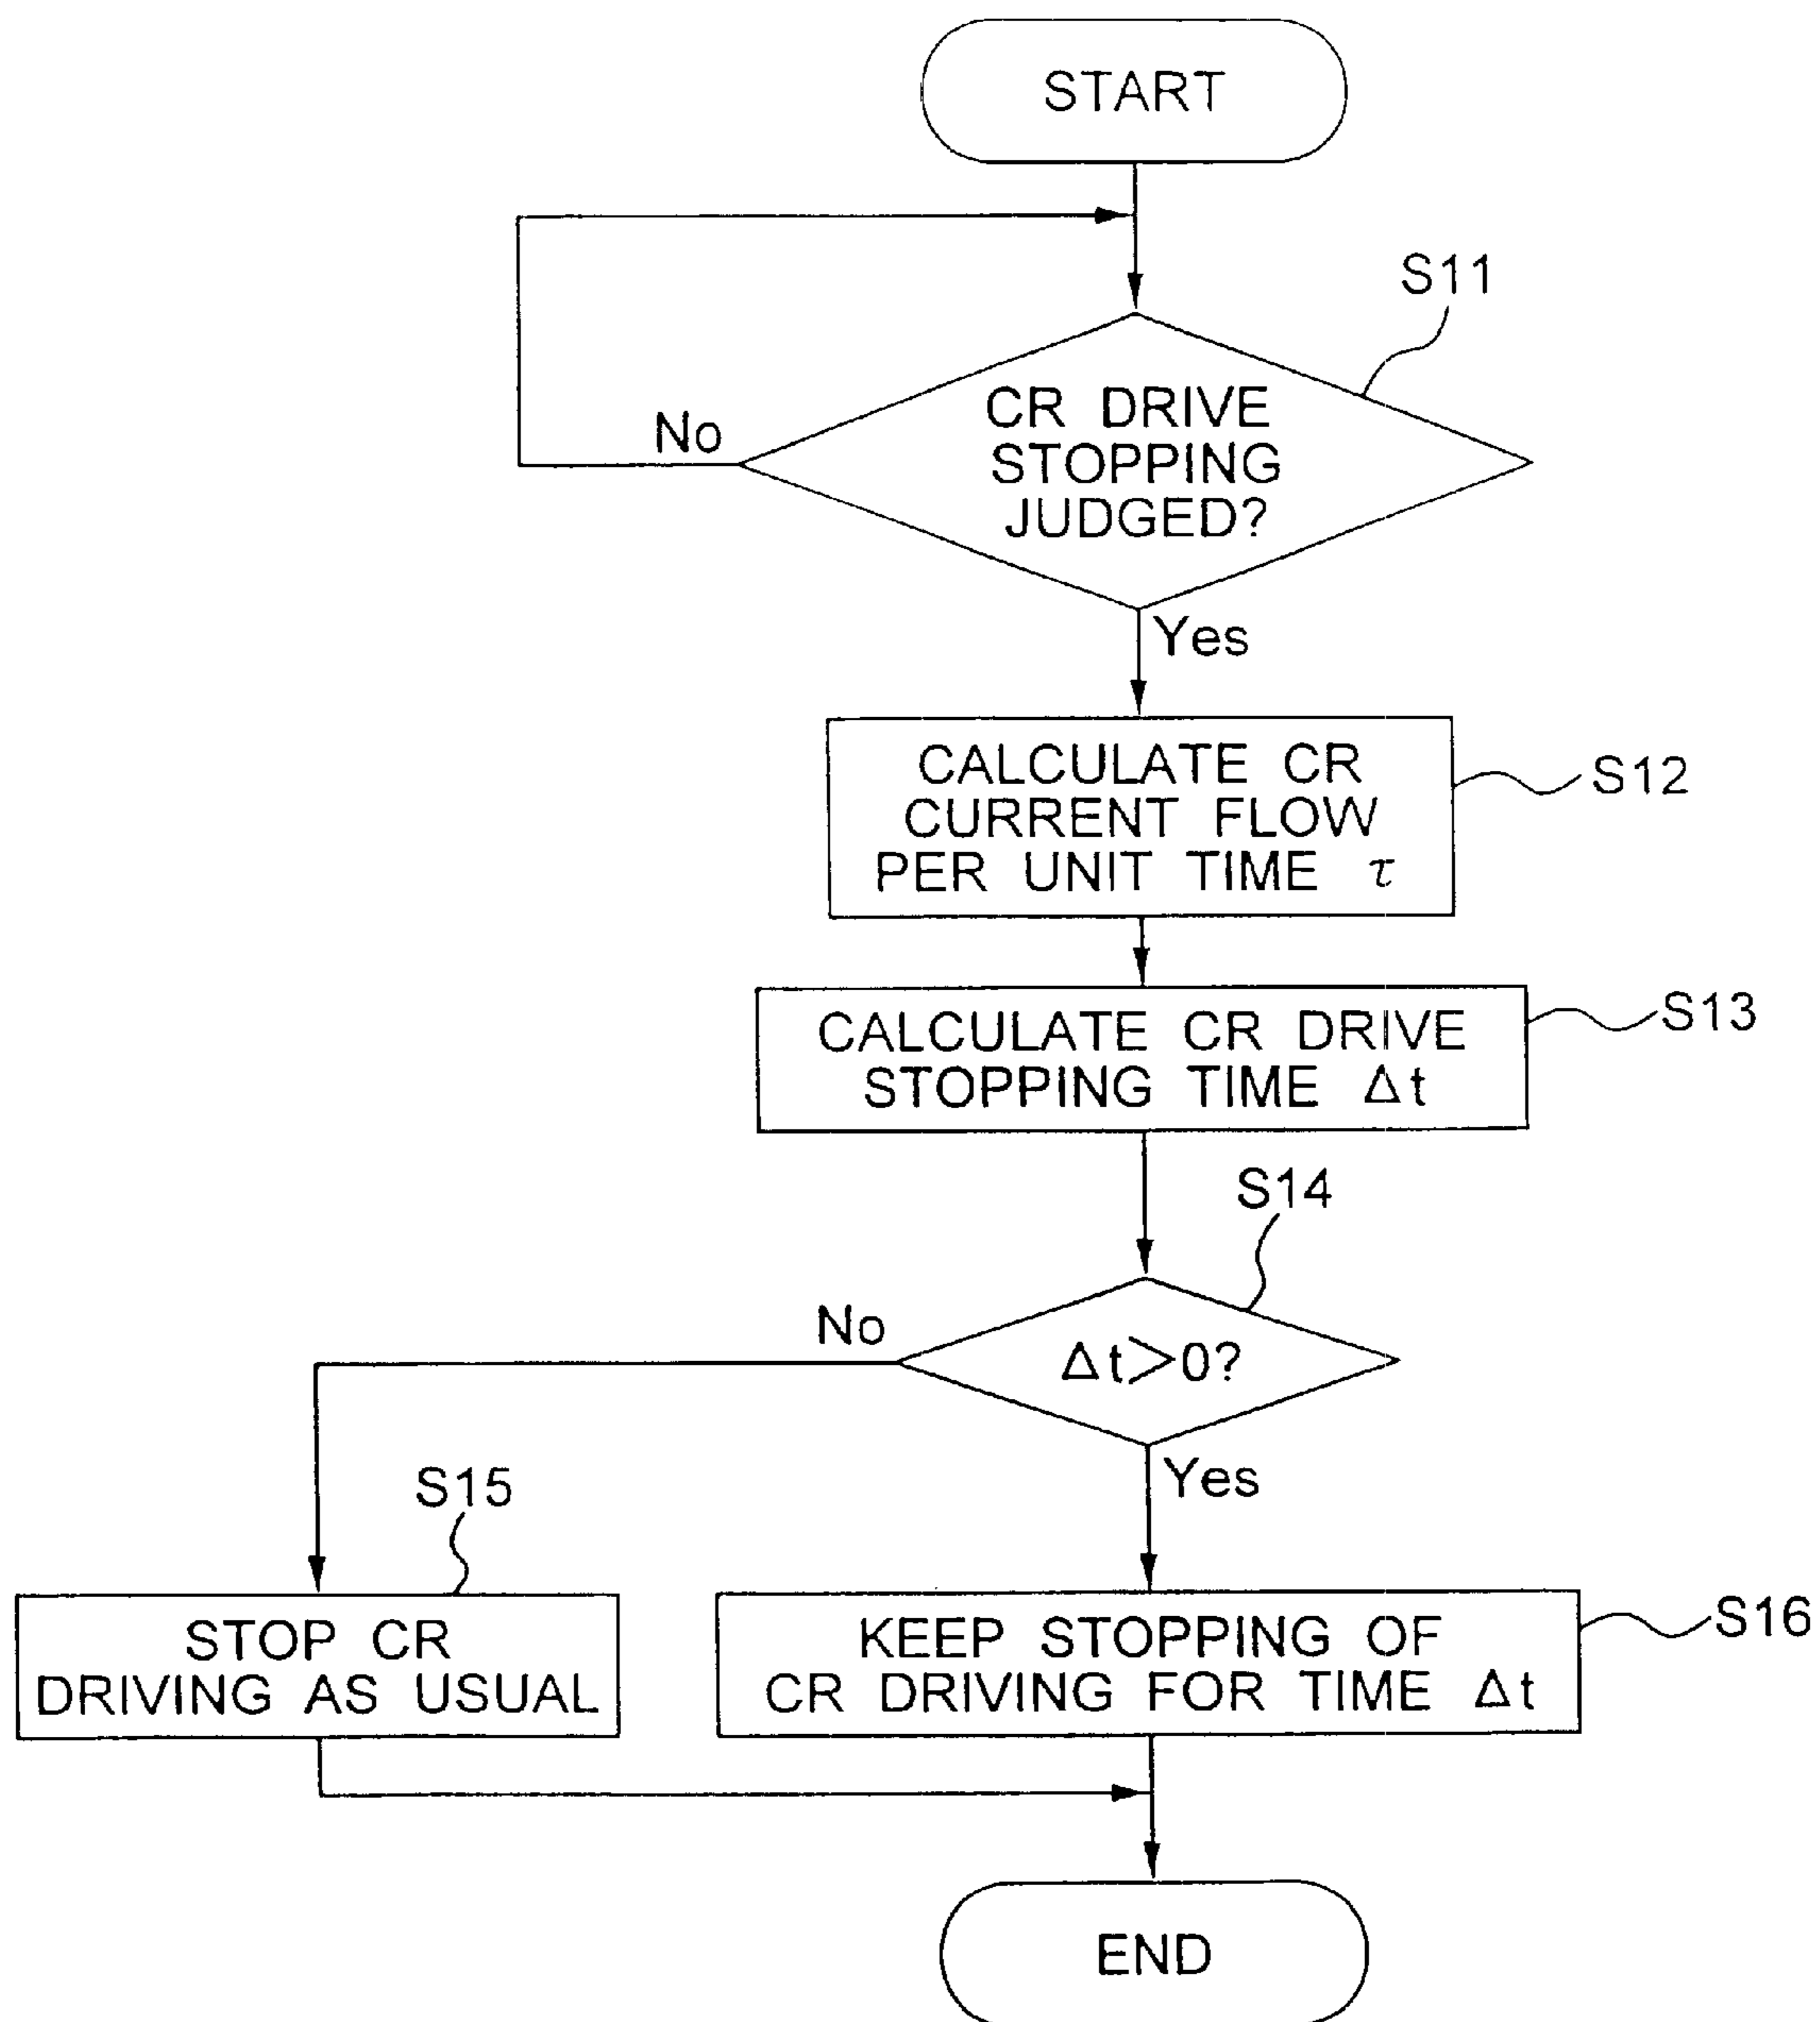 START
S11
No
CR DRIVE
STOPPING
JUDGED?
Yes
CALCULATE CR
CURRENT FLOW
PER UNIT TIME τ
S12
CALCULATE CR DRIVE
STOPPING TIME Δt
S13
S14
No
Δt>0?
Yes
S15
STOP CR
DRIVING AS USUAL
KEEP STOPPING OF
CR DRIVING FOR TIME Δt
S16
END